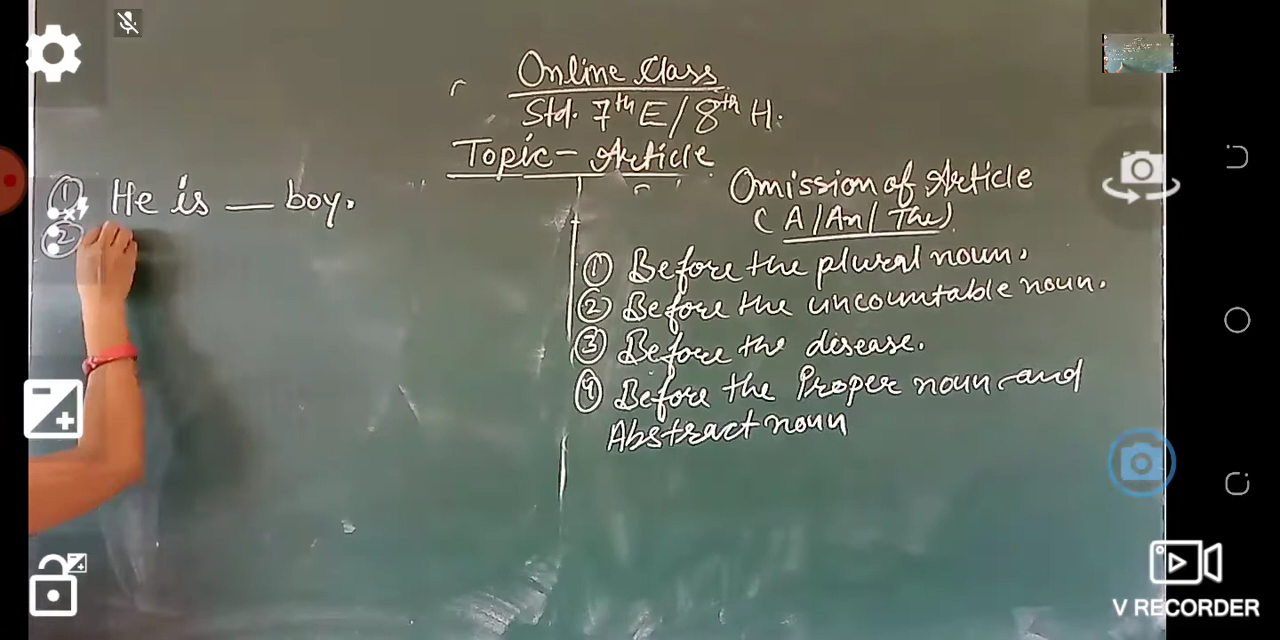 Online Class
Std. 7th E/8th H.
Topic- Article
① He is __ boy.
②
Omission of Article
(A/An/The)
① Before the plural noun.
② Before the uncountable noun.
③ Before the disease.
④ Before the Proper noun and
Abstract noun
V RECORDER